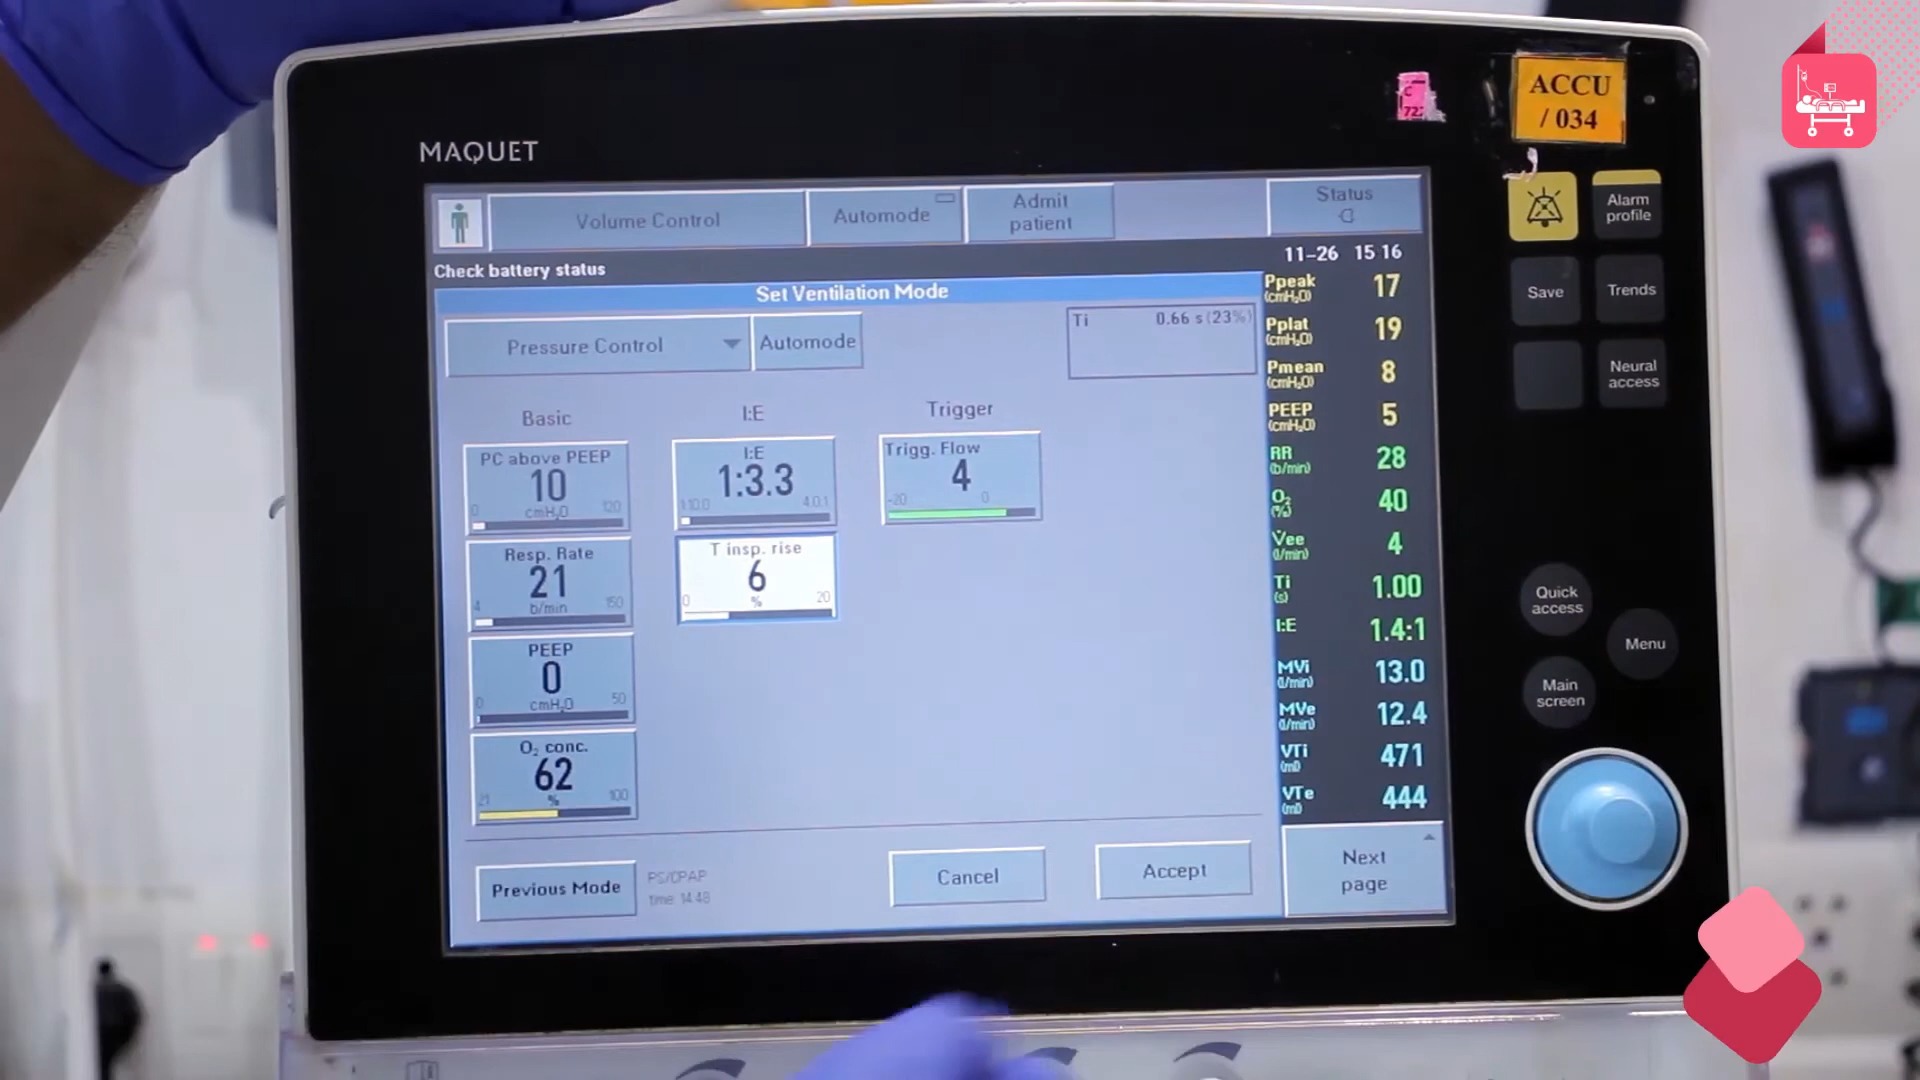 MAQUET
C
722
ACCU
/ 034
Volume Control
Automode
Admit
patient
Status
Alarm
profile
Check battery status
11-26 15 16
Set Ventilation Mode
Pressure Control
Automode
Ti 0.66 s (23%)
Basic
I:E
Trigger
PC above PEEP
10
0 cmH₂O 120
I:E
1:3.3
1:10.0 4.0:1
Trigg. Flow
4
-20 0
Resp. Rate
21
4 b/min 150
T insp. rise
6
0 % 20
PEEP
0
0 cmH₂O 50
O₂ conc.
62
21 % 100
Previous Mode
PS/CPAP
time: 14:48
Cancel
Accept
Ppeak 17
(cmH₂O)
Pplat 19
(cmH₂O)
Pmean 8
(cmH₂O)
PEEP 5
(cmH₂O)
RR 28
(b/min)
O₂ 40
(%)
V̇ee 4
(l/min)
Ti 1.00
(s)
I:E 1.4:1
MVi 13.0
(l/min)
MVe 12.4
(l/min)
VTi 471
(ml)
VTe 444
(ml)
Next
page
Save
Trends
Neural
access
Quick
access
Menu
Main
screen